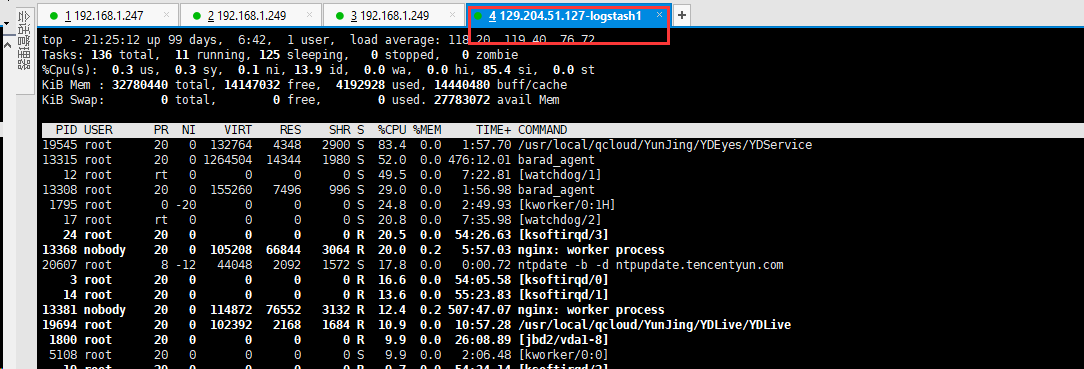 会话管理器
1 192.168.1.247 × 2 192.168.1.249 × 3 192.168.1.249 × 4 129.204.51.127-logstash1 × +
top - 21:25:12 up 99 days,  6:42,  1 user,  load average: 118.20, 119.40, 76.72
Tasks: 136 total,  11 running, 125 sleeping,   0 stopped,   0 zombie
%Cpu(s):  0.3 us,  0.3 sy,  0.1 ni, 13.9 id,  0.0 wa,  0.0 hi, 85.4 si,  0.0 st
KiB Mem : 32780440 total, 14147032 free,  4192928 used, 14440480 buff/cache
KiB Swap:        0 total,        0 free,        0 used. 27783072 avail Mem
PID USER PR NI VIRT RES SHR S %CPU %MEM TIME+ COMMAND
19545 root 20 0 132764 4348 2900 S 83.4 0.0 1:57.70 /usr/local/qcloud/YunJing/YDEyes/YDService
13315 root 20 0 1264504 14344 1980 S 52.0 0.0 476:12.01 barad_agent
12 root rt 0 0 0 0 S 49.5 0.0 7:22.81 [watchdog/1]
13308 root 20 0 155260 7496 996 S 29.0 0.0 1:56.98 barad_agent
1795 root 0 -20 0 0 0 S 24.8 0.0 2:49.93 [kworker/0:1H]
17 root rt 0 0 0 0 S 20.8 0.0 7:35.98 [watchdog/2]
24 root 20 0 0 0 0 R 20.5 0.0 54:26.63 [ksoftirqd/3]
13368 nobody 20 0 105208 66844 3064 R 20.0 0.2 5:57.03 nginx: worker process
20607 root 8 -12 44048 2092 1572 S 17.8 0.0 0:00.72 ntpdate -b -d ntpupdate.tencentyun.com
3 root 20 0 0 0 0 R 16.6 0.0 54:05.58 [ksoftirqd/0]
14 root 20 0 0 0 0 R 13.6 0.0 55:23.83 [ksoftirqd/1]
13381 nobody 20 0 114872 76552 3132 R 12.4 0.2 507:47.07 nginx: worker process
19694 root 20 0 102392 2168 1684 R 10.9 0.0 10:57.28 /usr/local/qcloud/YunJing/YDLive/YDLive
1800 root 20 0 0 0 0 R 9.9 0.0 26:08.89 [jbd2/vda1-8]
5108 root 20 0 0 0 0 S 9.9 0.0 2:06.48 [kworker/0:0]